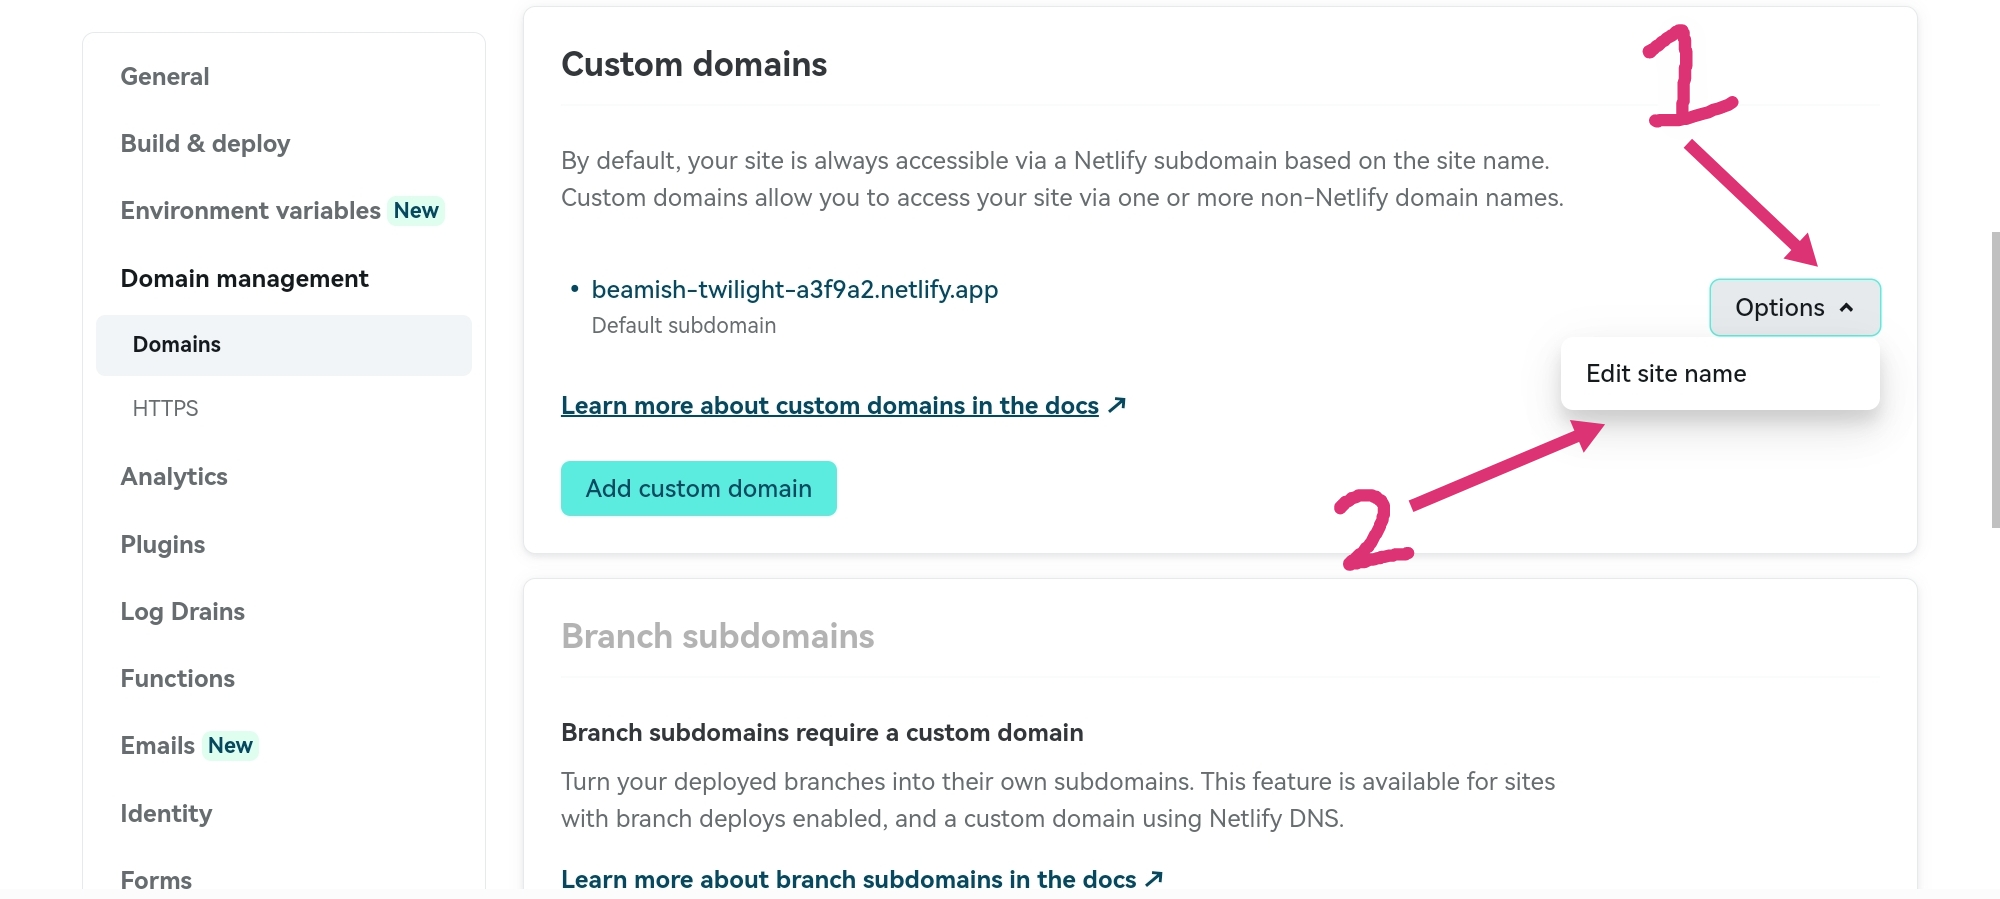 General
Build & deploy
Environment variables New
Domain management
Domains
HTTPS
Analytics
Plugins
Log Drains
Functions
Emails New
Identity
Forms
Custom domains
By default, your site is always accessible via a Netlify subdomain based on the site name.
Custom domains allow you to access your site via one or more non-Netlify domain names.
• beamish-twilight-a3f9a2.netlify.app
Default subdomain
1
Options
Edit site name
2
Learn more about custom domains in the docs ↗
Add custom domain
Branch subdomains
Branch subdomains require a custom domain
Turn your deployed branches into their own subdomains. This feature is available for sites
with branch deploys enabled, and a custom domain using Netlify DNS.
Learn more about branch subdomains in the docs ↗